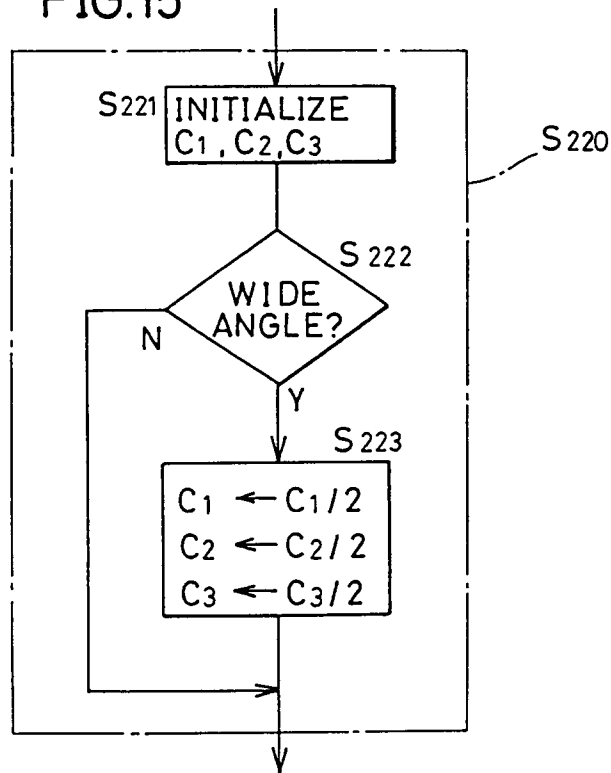 FIG.15
S221
INITIALIZE
C1, C2, C3
S220
S222
WIDE
ANGLE?
N
Y
S223
C1 ← C1/2
C2 ← C2/2
C3 ← C3/2